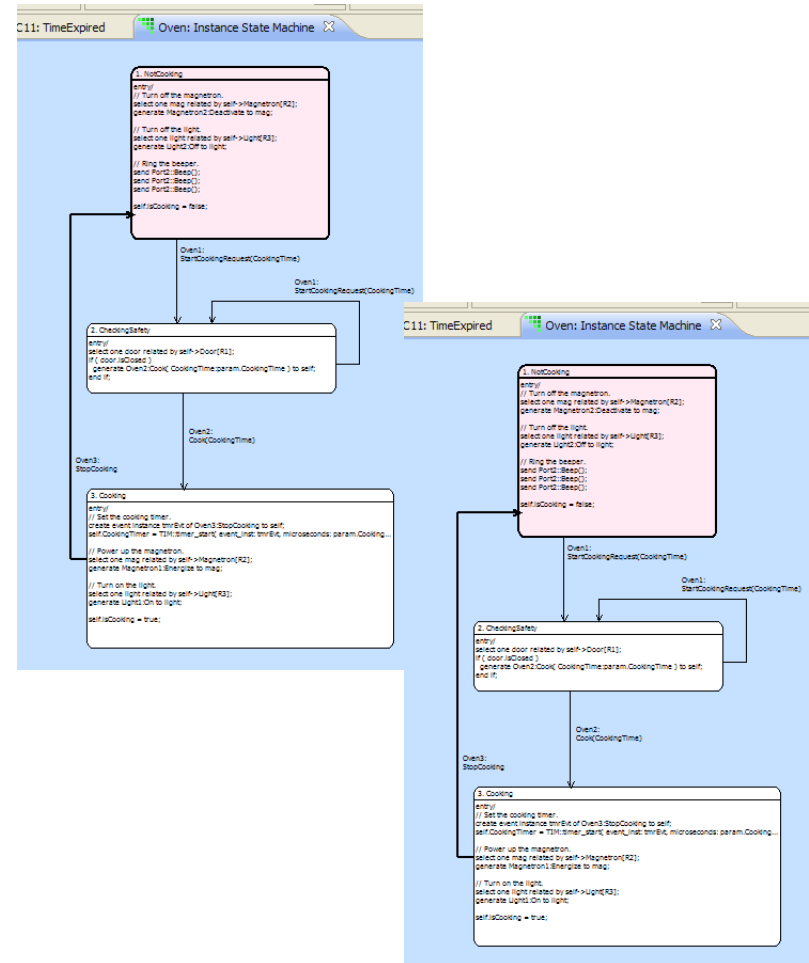 C11: TimeExpired
Oven: Instance State Machine
1. NotCooking
entry/
// Turn off the magnetron.
select one mag related by self->Magnetron[R2];
generate Magnetron2:Deactivate to mag;
// Turn off the light.
select one light related by self->Light[R3];
generate Light2:Off to light;
// Ring the beeper.
send Port2::Beep();
send Port2::Beep();
send Port2::Beep();
self.isCooking = false;
Oven1:
StartCookingRequest(CookingTime)
Oven1:
StartCookingRequest(CookingTime)
2. CheckingSafety
entry/
select one door related by self->Door[R1];
if ( door.isClosed )
generate Oven2:Cook( CookingTime:param.CookingTime ) to self;
end if;
Oven2:
Cook(CookingTime)
Oven3:
StopCooking
3. Cooking
entry/
// Set the cooking timer.
create event instance tmrEvt of Oven3:StopCooking to self;
self.CookingTimer = TIM::timer_start( event_inst: tmrEvt, microseconds: param.Cooking...
// Power up the magnetron.
select one mag related by self->Magnetron[R2];
generate Magnetron1:Energize to mag;
// Turn on the light.
select one light related by self->Light[R3];
generate Light1:On to light;
self.isCooking = true;
C11: TimeExpired
Oven: Instance State Machine
1. NotCooking
entry/
// Turn off the magnetron.
select one mag related by self->Magnetron[R2];
generate Magnetron2:Deactivate to mag;
// Turn off the light.
select one light related by self->Light[R3];
generate Light2:Off to light;
// Ring the beeper.
send Port2::Beep();
send Port2::Beep();
send Port2::Beep();
self.isCooking = false;
Oven1:
StartCookingRequest(CookingTime)
Oven1:
StartCookingRequest(CookingTime)
2. CheckingSafety
entry/
select one door related by self->Door[R1];
if ( door.isClosed )
generate Oven2:Cook( CookingTime:param.CookingTime ) to self;
end if;
Oven2:
Cook(CookingTime)
Oven3:
StopCooking
3. Cooking
entry/
// Set the cooking timer.
create event instance tmrEvt of Oven3:StopCooking to self;
self.CookingTimer = TIM::timer_start( event_inst: tmrEvt, microseconds: param.Cooking...
// Power up the magnetron.
select one mag related by self->Magnetron[R2];
generate Magnetron1:Energize to mag;
// Turn on the light.
select one light related by self->Light[R3];
generate Light1:On to light;
self.isCooking = true;